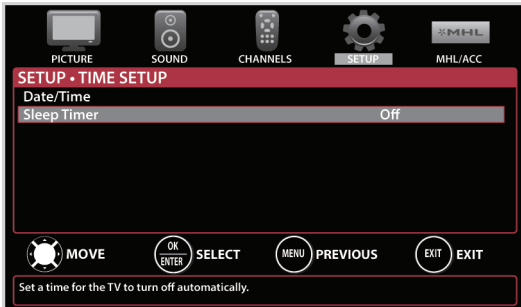 PICTURE SOUND CHANNELS SETUP MHL/ACC
MHL
SETUP • TIME SETUP
Date/Time
Sleep Timer Off
MOVE OK ENTER SELECT MENU PREVIOUS EXIT EXIT
Set a time for the TV to turn off automatically.